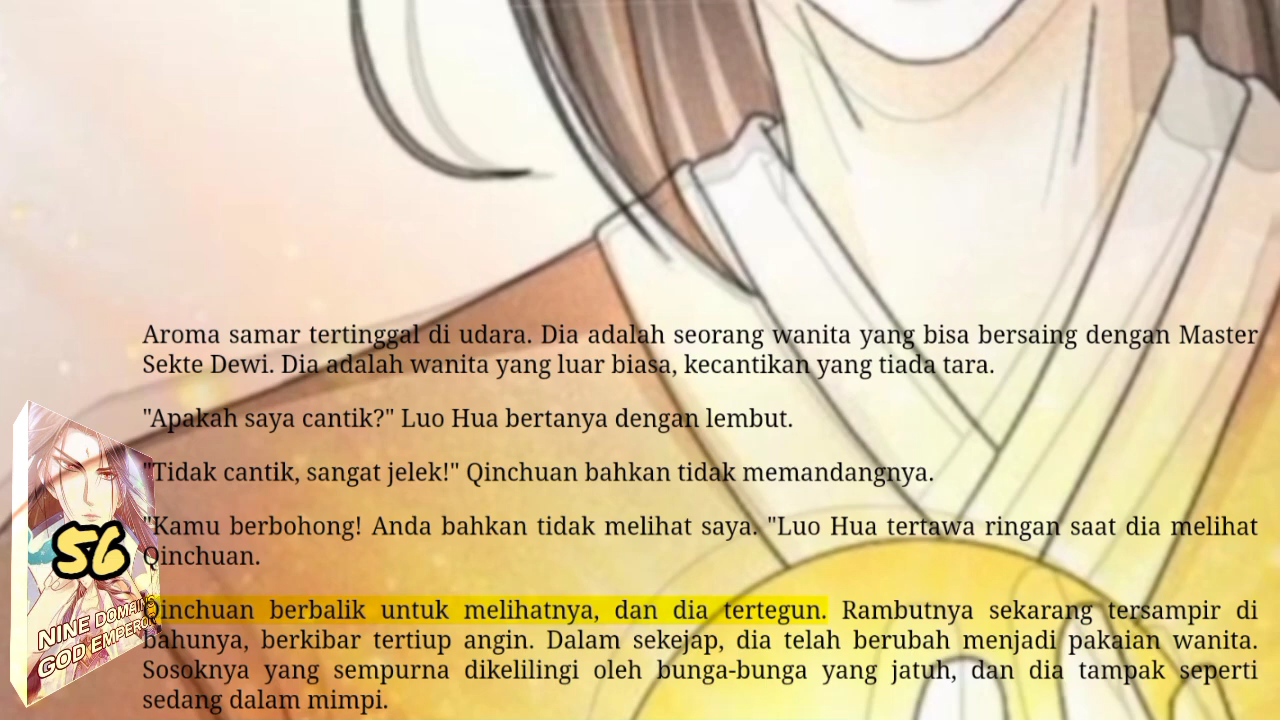 Aroma samar tertinggal di udara. Dia adalah seorang wanita yang bisa bersaing dengan Master
Sekte Dewi. Dia adalah wanita yang luar biasa, kecantikan yang tiada tara.
"Apakah saya cantik?" Luo Hua bertanya dengan lembut.
"Tidak cantik, sangat jelek!" Qinchuan bahkan tidak memandangnya.
"Kamu berbohong! Anda bahkan tidak melihat saya. "Luo Hua tertawa ringan saat dia melihat
Qinchuan.
Qinchuan berbalik untuk melihatnya, dan dia tertegun. Rambutnya sekarang tersampir di
bahunya, berkibar tertiup angin. Dalam sekejap, dia telah berubah menjadi pakaian wanita.
Sosoknya yang sempurna dikelilingi oleh bunga-bunga yang jatuh, dan dia tampak seperti
sedang dalam mimpi.
56
NINE DOMAINS
GOD EMPEROR